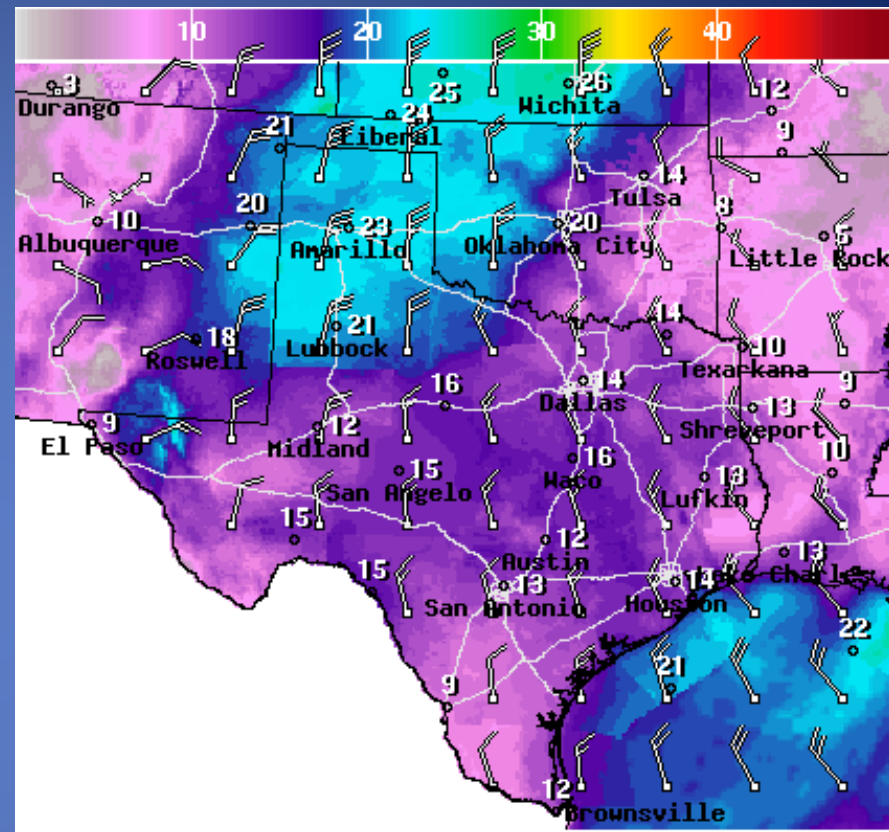 10 20 30 40
3 25 26 12
Durango Wichita
24
Liberal
21 9
14
Tulsa
10 20 23 20 8 6
Albuquerque Amarillo Oklahoma City Little Rock
18 21 14 10
Roswell Lubbock Texarkana
16 14 13 9
Dallas
9 12 Shreveport
El Paso Midland
15 16 13 10
San Angelo Waco Lufkin
15 12 13
Austin
15 13 14 Lake Charles
San Antonio Houston
22
21
9
12
Brownsville